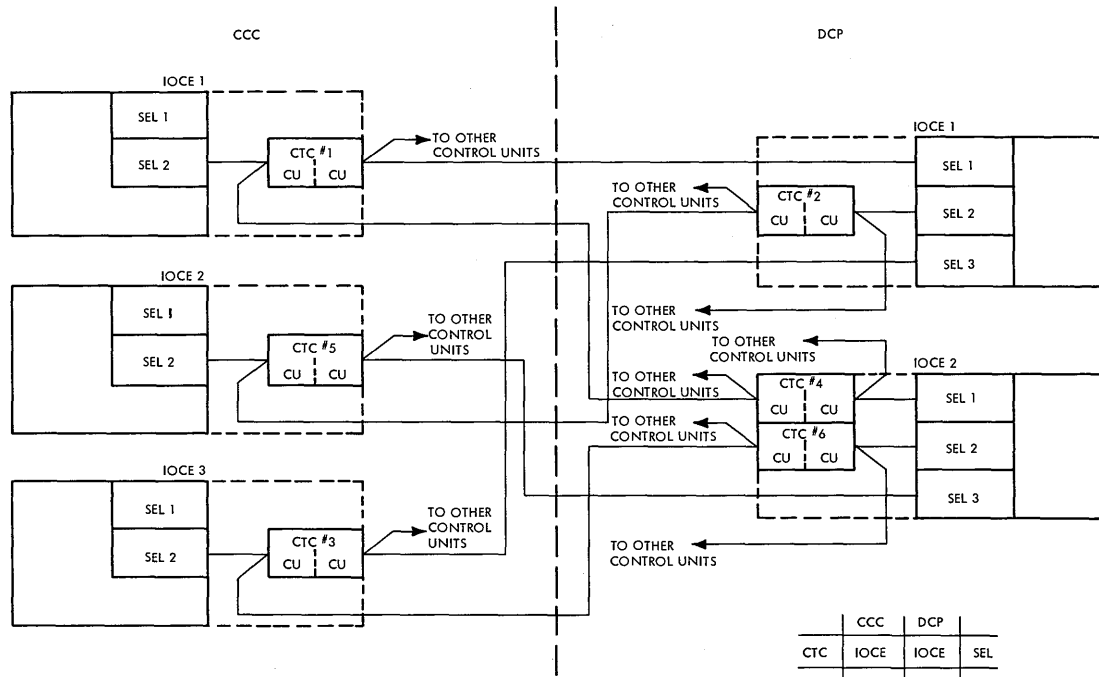 CCC
DCP
IOCE 1
SEL 1
SEL 2
CTC #1
CU CU
TO OTHER
CONTROL UNITS
IOCE 2
SEL 1
SEL 2
CTC #5
CU CU
TO OTHER
CONTROL
UNITS
IOCE 3
SEL 1
SEL 2
CTC #3
CU CU
TO OTHER
CONTROL
UNITS
IOCE 1
SEL 1
SEL 2
SEL 3
TO OTHER
CONTROL UNITS
CTC #2
CU CU
TO OTHER
CONTROL UNITS
TO OTHER
CONTROL UNITS
IOCE 2
TO OTHER
CONTROL UNITS
CTC #4
CU CU
SEL 1
TO OTHER
CONTROL UNITS
CTC #6
CU CU
SEL 2
SEL 3
TO OTHER
CONTROL UNITS
CCC DCP
CTC IOCE IOCE SEL